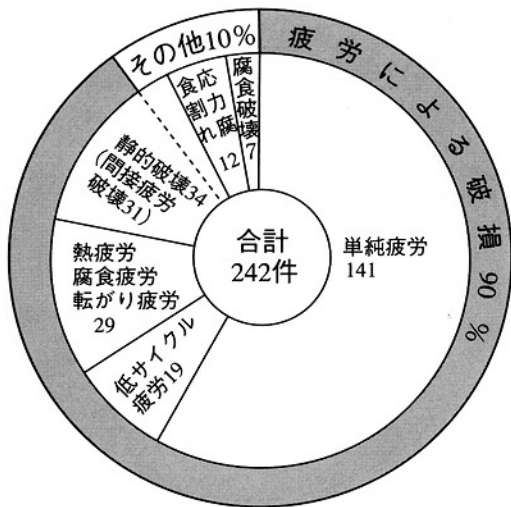 疲労による破損90%
その他10%
腐食破壊
7
応力腐
食割れ
12
静的破壊34
(間接疲労
破壊31)
熱疲労
腐食疲労
転がり疲労
29
低サイクル
疲労19
単純疲労
141
合計
242件